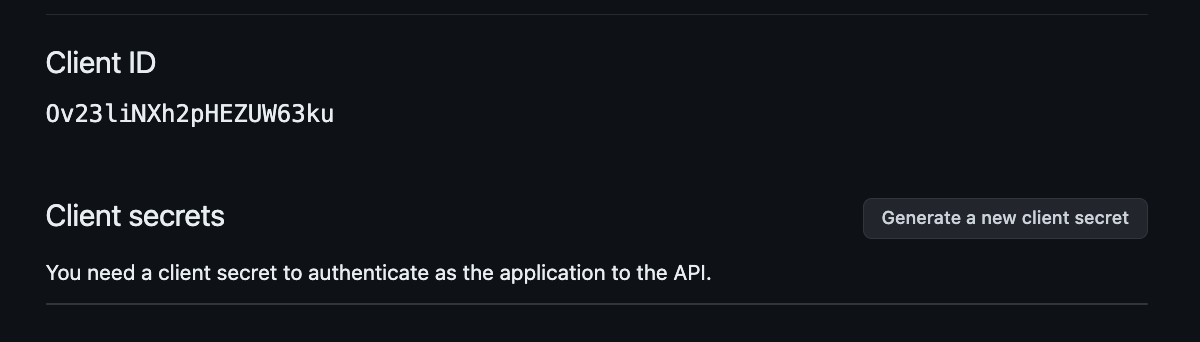 Client ID
Ov23liNXh2pHEZUW63ku
Client secrets
Generate a new client secret
You need a client secret to authenticate as the application to the API.